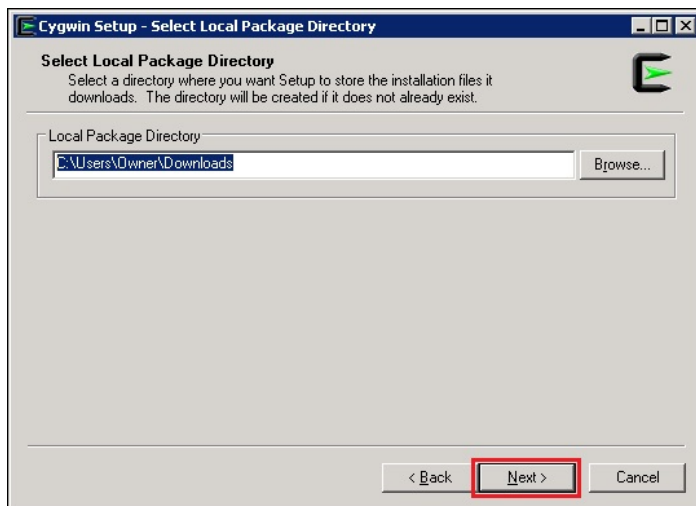 Cygwin Setup - Select Local Package Directory
Select Local Package Directory
Select a directory where you want Setup to store the installation files it
downloads. The directory will be created if it does not already exist.
Local Package Directory
C:\Users\Owner\Downloads
Browse...
< Back
Next >
Cancel